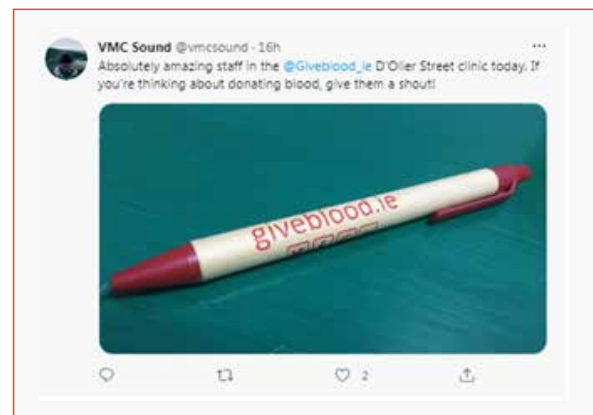 VMC Sound @vmcsound · 16h
Absolutely amazing staff in the @Giveblood_ie D'Olier Street clinic today. If
you're thinking about donating blood, give them a shout!
giveblood.ie
2